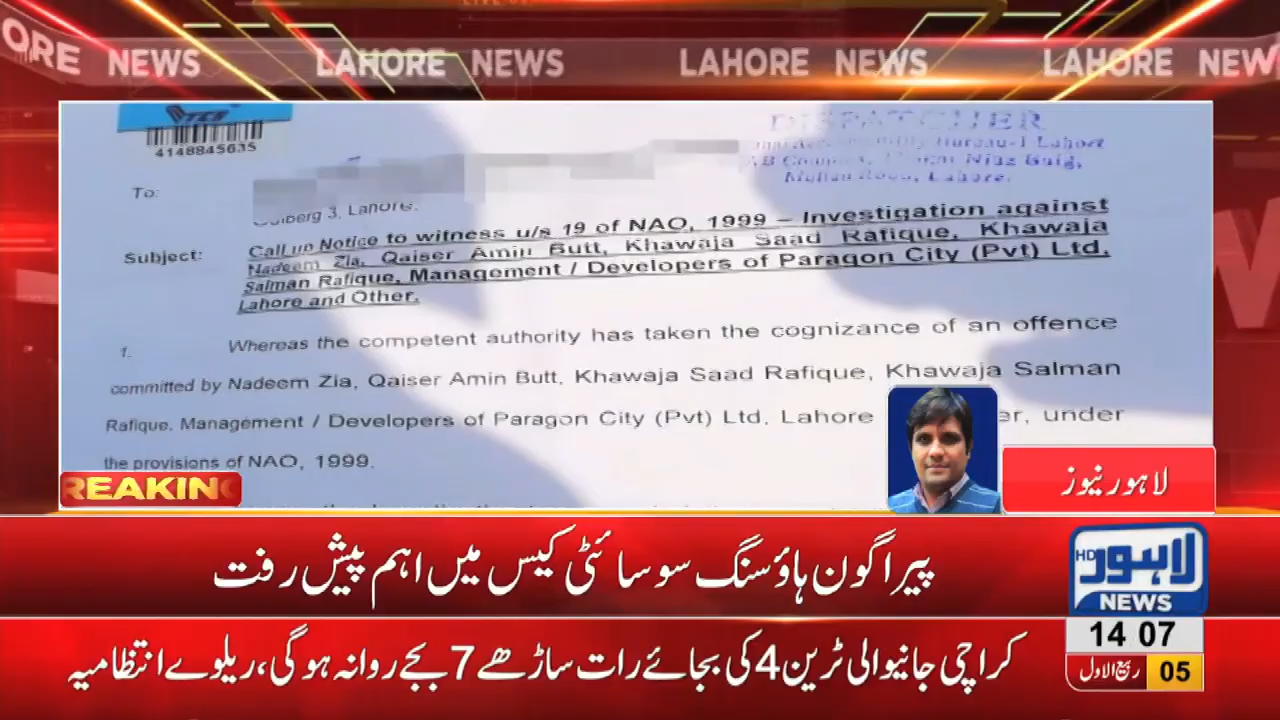 ORE NEWS LAHORE NEWS LAHORE NEWS LAHORE NEW
TCS
4148845635
DISPATCHER
Multan Road, Lahore.
To:
3, Lahore.
Subject: Call up Notice to witness u/s 19 of NAO, 1999 – Investigation against
Nadeem Zia, Qaiser Amin Butt, Khawaja Saad Rafique, Khawaja
Salman Rafique, Management / Developers of Paragon City (Pvt) Ltd,
Lahore and Other.
1. Whereas the competent authority has taken the cognizance of an offence
committed by Nadeem Zia, Qaiser Amin Butt, Khawaja Saad Rafique, Khawaja Salman
Rafique, Management / Developers of Paragon City (Pvt) Ltd, Lahore er, under
the provisions of NAO, 1999.
REAKING
لاہور نیوز
پیراگون ہاؤسنگ سوسائٹی کیس میں اہم پیش رفت
لاہور HD
NEWS
14 07
کراچی جانیوالی ٹرین 4 کی بجائے رات ساڑھے 7 بجے روانہ ہوگی، ریلوے انتظامیہ
05 ربیع الاول